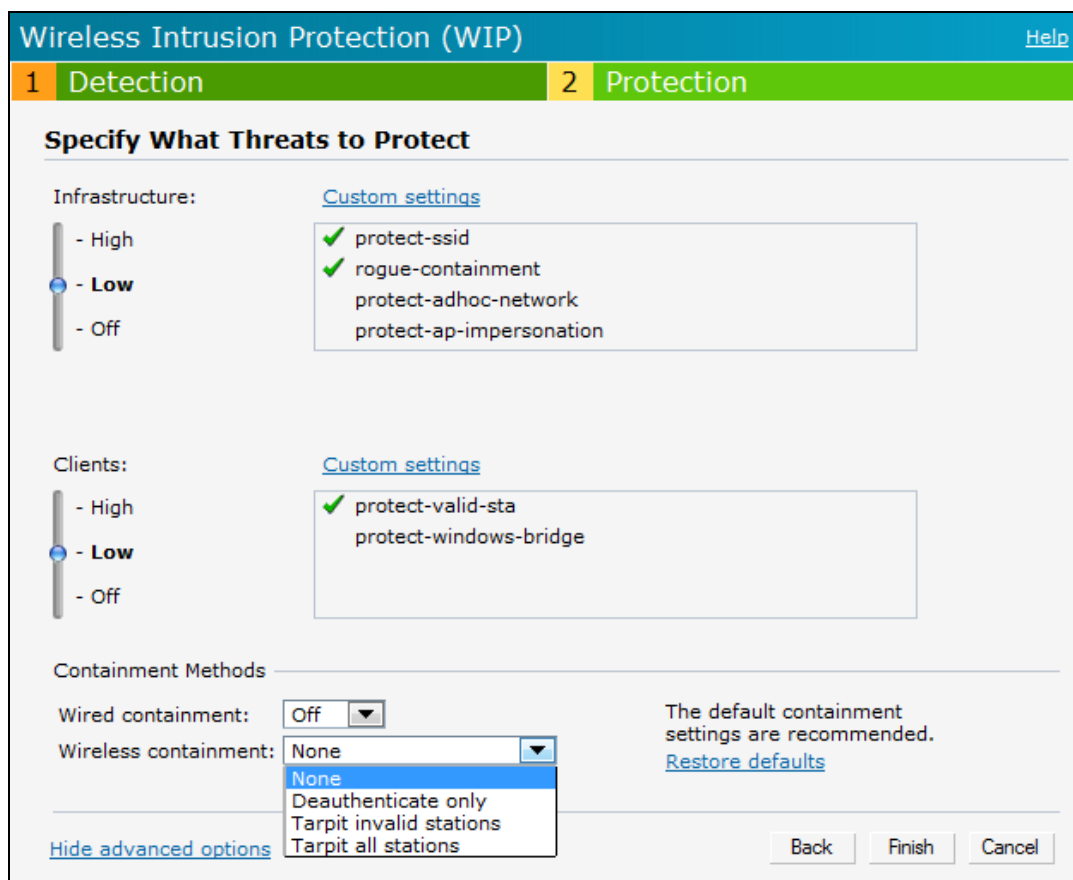 Wireless Intrusion Protection (WIP)
Help
1 Detection
2 Protection
Specify What Threats to Protect
Infrastructure:
Custom settings
- High
- Low
- Off
protect-ssid
rogue-containment
protect-adhoc-network
protect-ap-impersonation
Clients:
Custom settings
- High
- Low
- Off
protect-valid-sta
protect-windows-bridge
Containment Methods
Wired containment: Off
Wireless containment: None
None
Deauthenticate only
Tarpit invalid stations
Tarpit all stations
The default containment
settings are recommended.
Restore defaults
Hide advanced options
Back
Finish
Cancel